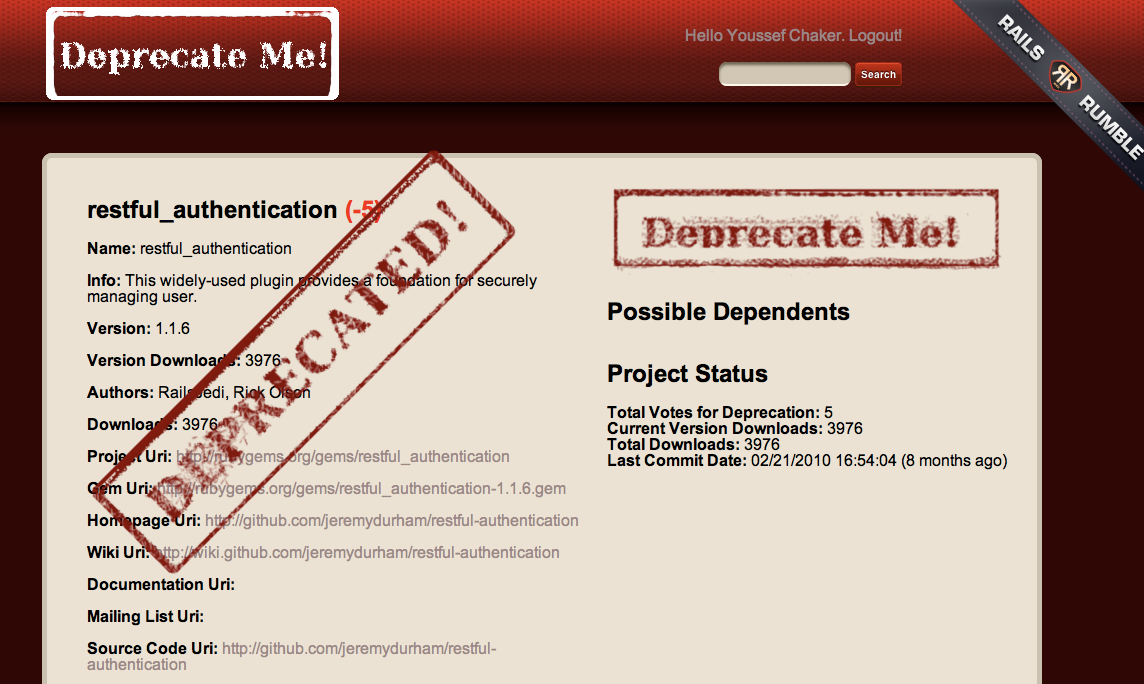 Deprecate Me!
Hello Youssef Chaker. Logout!
Search
RAILS RR RUMBLE
restful_authentication (-5)
Name: restful_authentication
Info: This widely-used plugin provides a foundation for securely
managing user.
Version: 1.1.6
Version Downloads: 3976
Authors: Railsjedi, Rick Olson
Downloads: 3976
Project Uri: http://rubygems.org/gems/restful_authentication
Gem Uri: http://rubygems.org/gems/restful_authentication-1.1.6.gem
Homepage Uri: http://github.com/jeremydurham/restful-authentication
Wiki Uri: http://wiki.github.com/jeremydurham/restful-authentication
Documentation Uri:
Mailing List Uri:
Source Code Uri: http://github.com/jeremydurham/restful-
authentication
DEPRECATED!
Deprecate Me!
Possible Dependents
Project Status
Total Votes for Deprecation: 5
Current Version Downloads: 3976
Total Downloads: 3976
Last Commit Date: 02/21/2010 16:54:04 (8 months ago)